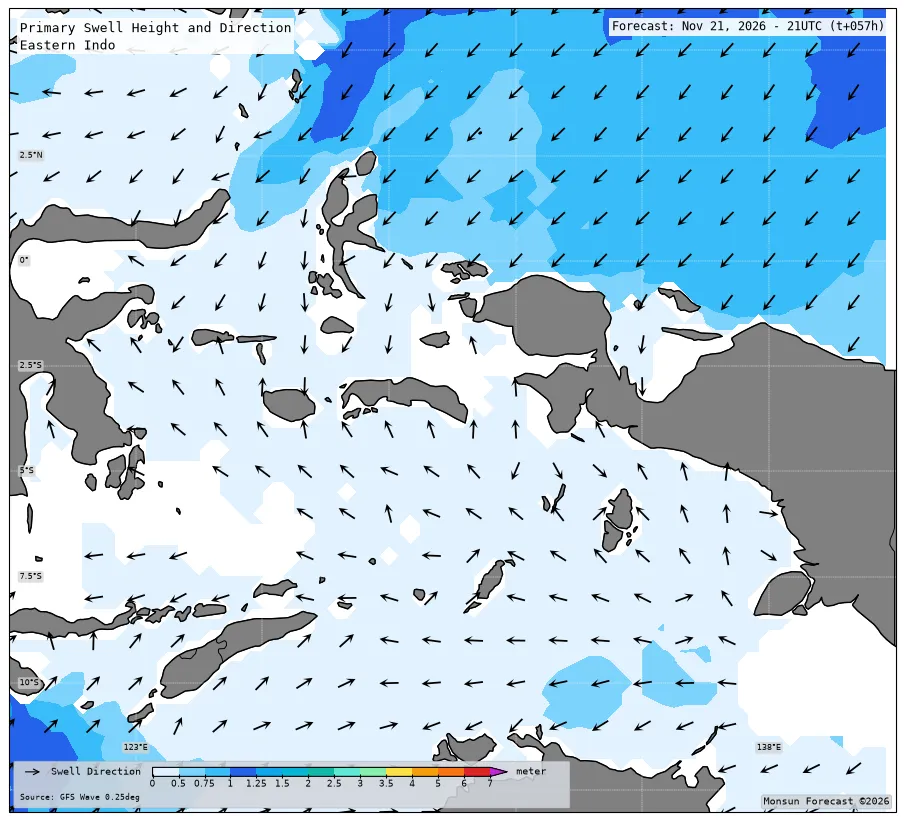 Primary Swell Height and Direction
Eastern Indo
Forecast: Nov 21, 2026 - 21UTC (t+057h)
2.5°N
0°
2.5°S
5°S
7.5°S
10°S
123°E
138°E
Swell Direction
0 0.5 0.75 1 1.25 1.5 2 2.5 3 3.5 4 5 6 7
meter
Source: GFS Wave 0.25deg
Monsun Forecast ©2026